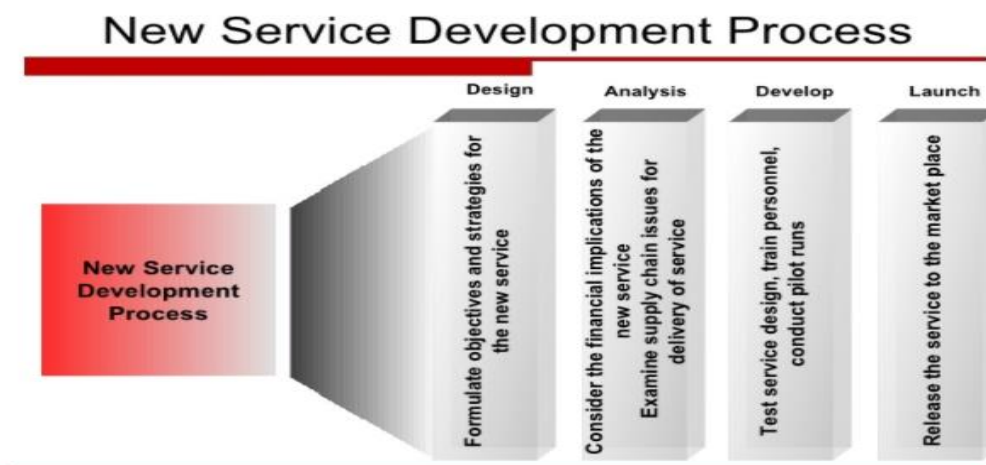 New Service Development Process
Design
Analysis
Develop
Launch
New Service
Development
Process
Formulate objectives and strategies for
the new service
Consider the financial implications of the
new service
Examine supply chain issues for
delivery of service
Test service design, train personnel,
conduct pilot runs
Release the service to the market place